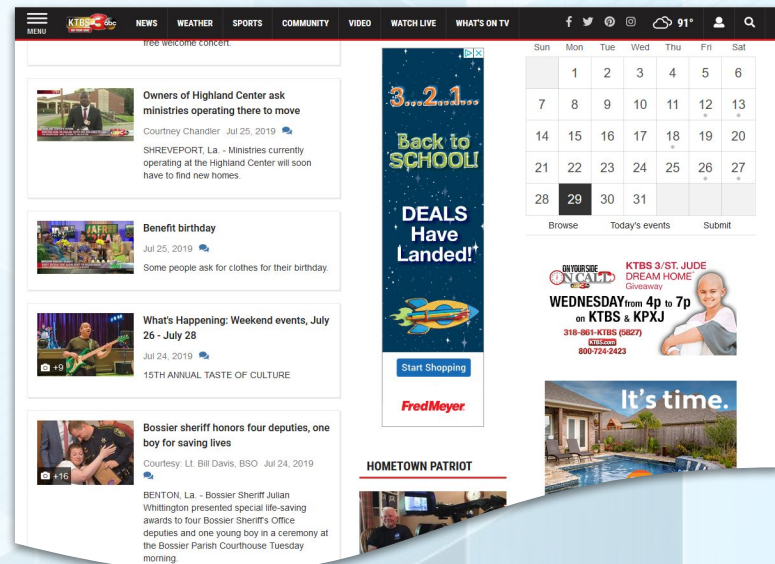 MENU
KTBS 3 abc
NEWS
WEATHER
SPORTS
COMMUNITY
VIDEO
WATCH LIVE
WHAT'S ON TV
91°
free welcome concert.
Owners of Highland Center ask
ministries operating there to move
Courtney Chandler Jul 25, 2019
SHREVEPORT, La. - Ministries currently
operating at the Highland Center will soon
have to find new homes.
Benefit birthday
Jul 25, 2019
Some people ask for clothes for their birthday.
What's Happening: Weekend events, July
26 - July 28
Jul 24, 2019
15TH ANNUAL TASTE OF CULTURE
+9
Bossier sheriff honors four deputies, one
boy for saving lives
Courtesy: Lt. Bill Davis, BSO Jul 24, 2019
+16
BENTON, La. - Bossier Sheriff Julian
Whittington presented special life-saving
awards to four Bossier Sheriff's Office
deputies and one young boy in a ceremony at
the Bossier Parish Courthouse Tuesday
morning.
3...2...1...
Back to
SCHOOL!
DEALS
Have
Landed!
Start Shopping
Fred Meyer
HOMETOWN PATRIOT
Sun Mon Tue Wed Thu Fri Sat
1 2 3 4 5 6
7 8 9 10 11 12 13
14 15 16 17 18 19 20
21 22 23 24 25 26 27
28 29 30 31
Browse Today's events Submit
ON YOUR SIDE
ON CALL
KTBS 3/ST. JUDE
DREAM HOME
Giveaway
WEDNESDAY from 4p to 7p
on KTBS & KPXJ
318-861-KTBS (5827)
KTBS.com
800-724-2423
It's time.